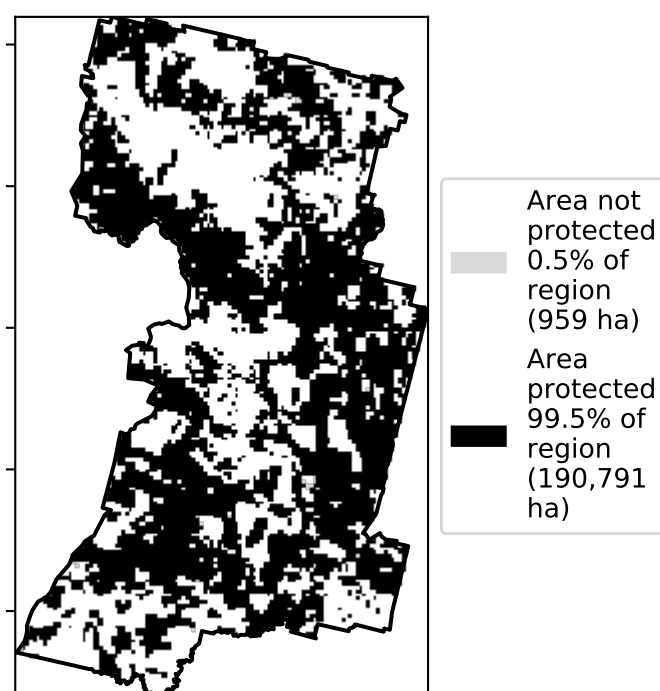 Area not
protected
0.5% of
region
(959 ha)
Area
protected
99.5% of
region
(190,791
ha)